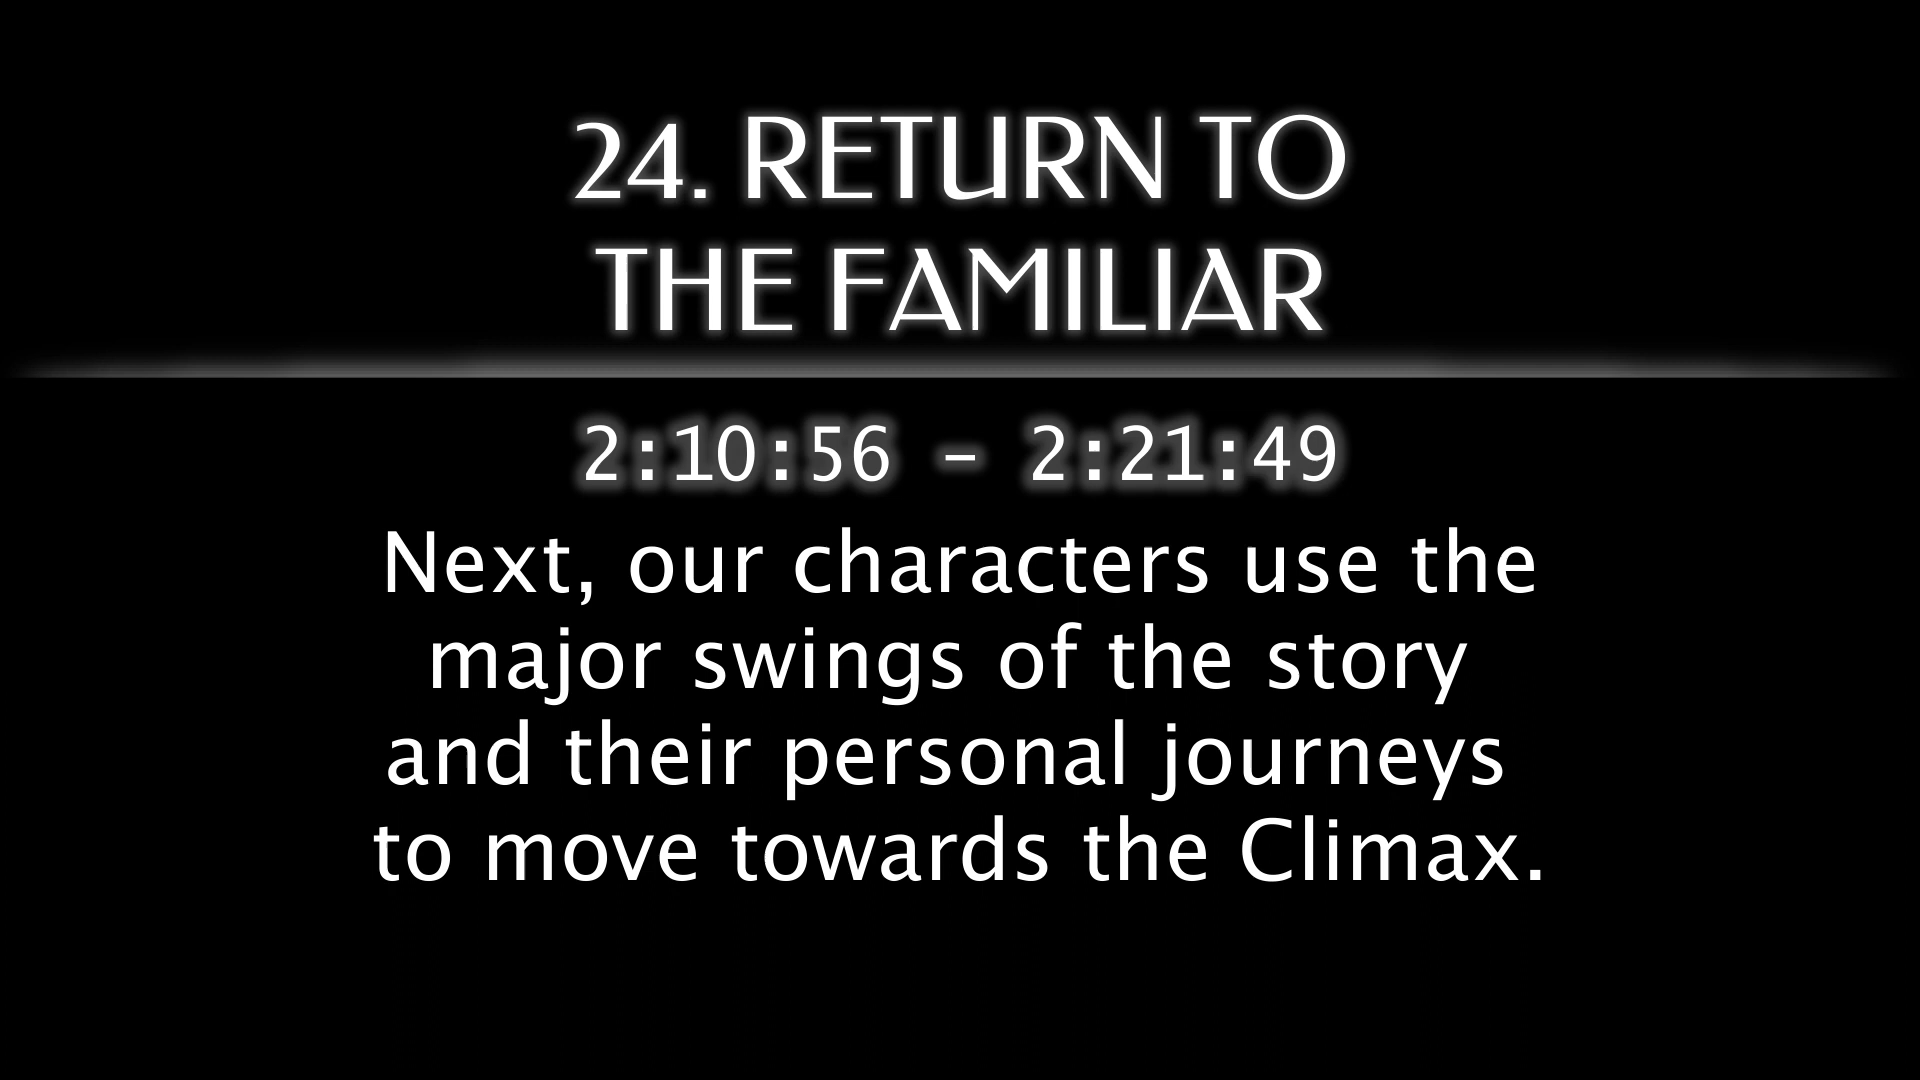 24. RETURN TO
THE FAMILIAR
2:10:56 - 2:21:49
Next, our characters use the
major swings of the story
and their personal journeys
to move towards the Climax.